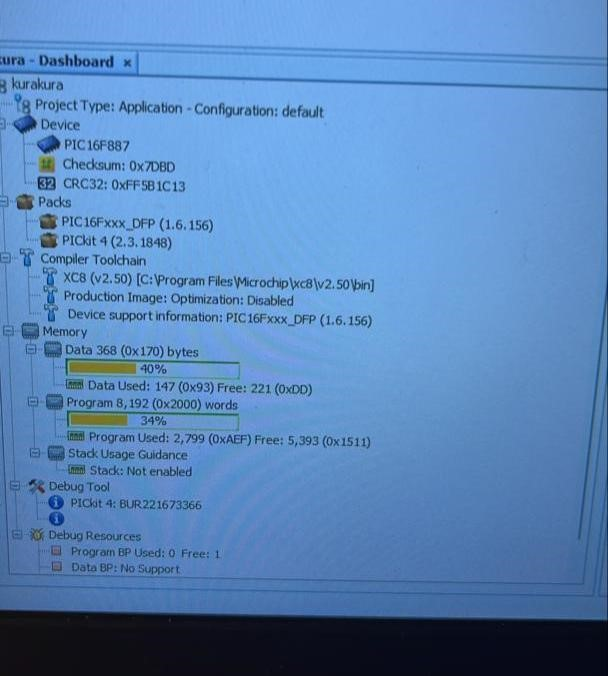 ura - Dashboard ×
kurakura
Project Type: Application - Configuration: default
Device
PIC16F887
Checksum: 0x7DBD
32 CRC32: 0xFF5B1C13
Packs
PIC16Fxxx_DFP (1.6.156)
PICkit 4 (2.3.1848)
Compiler Toolchain
XC8 (v2.50) [C:\Program Files\Microchip\xc8\v2.50\bin]
Production Image: Optimization: Disabled
Device support information: PIC16Fxxx_DFP (1.6.156)
Memory
Data 368 (0x170) bytes
40%
Data Used: 147 (0x93) Free: 221 (0xDD)
Program 8,192 (0x2000) words
34%
Program Used: 2,799 (0xAEF) Free: 5,393 (0x1511)
Stack Usage Guidance
Stack: Not enabled
Debug Tool
PICkit 4: BUR221673366
Debug Resources
Program BP Used: 0 Free: 1
Data BP: No Support